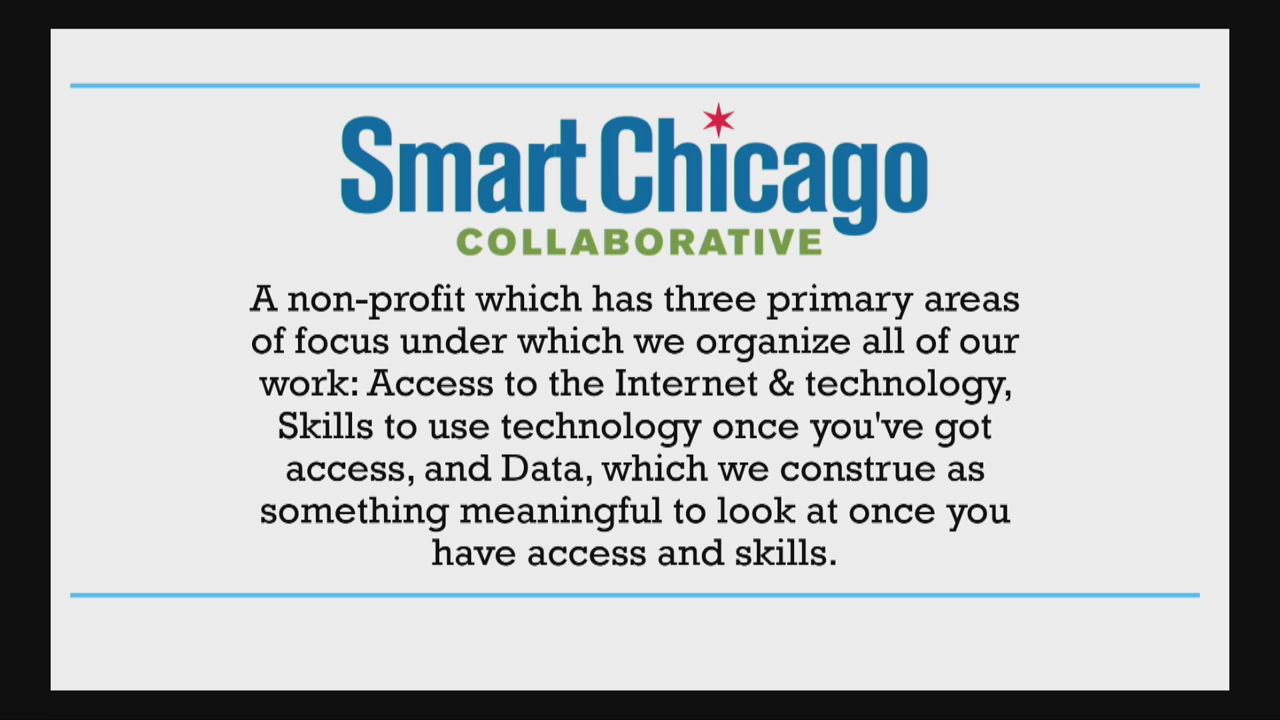 Smart Chicago
COLLABORATIVE
A non-profit which has three primary areas
of focus under which we organize all of our
work: Access to the Internet & technology,
Skills to use technology once you've got
access, and Data, which we construe as
something meaningful to look at once you
have access and skills.